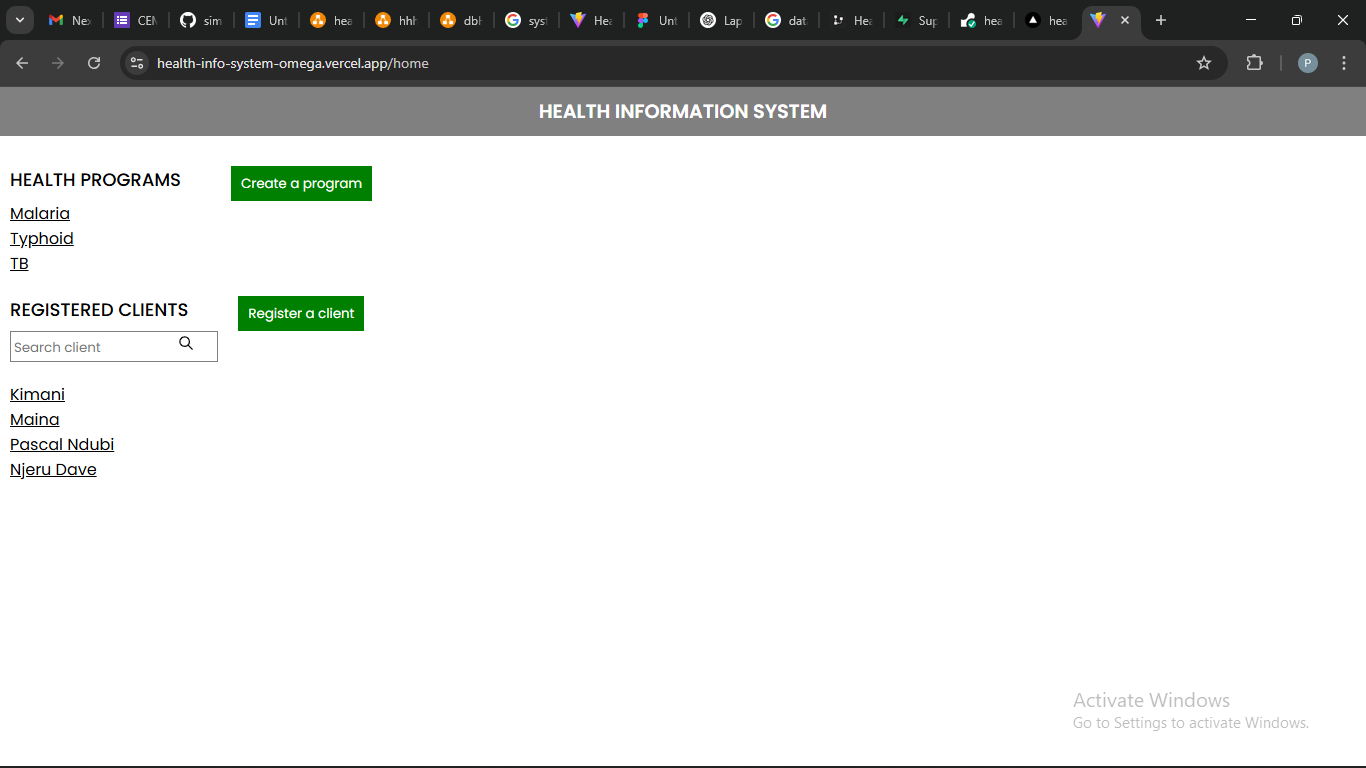 Nex
CEM
sim
Unt
hea
hhh
dbl
syst
Hea
Unt
Lap
dat
Hea
Sup
hea
hea
health-info-system-omega.vercel.app/home
P
HEALTH INFORMATION SYSTEM
HEALTH PROGRAMS
Create a program
Malaria
Typhoid
TB
REGISTERED CLIENTS
Register a client
Search client
Kimani
Maina
Pascal Ndubi
Njeru Dave
Activate Windows
Go to Settings to activate Windows.